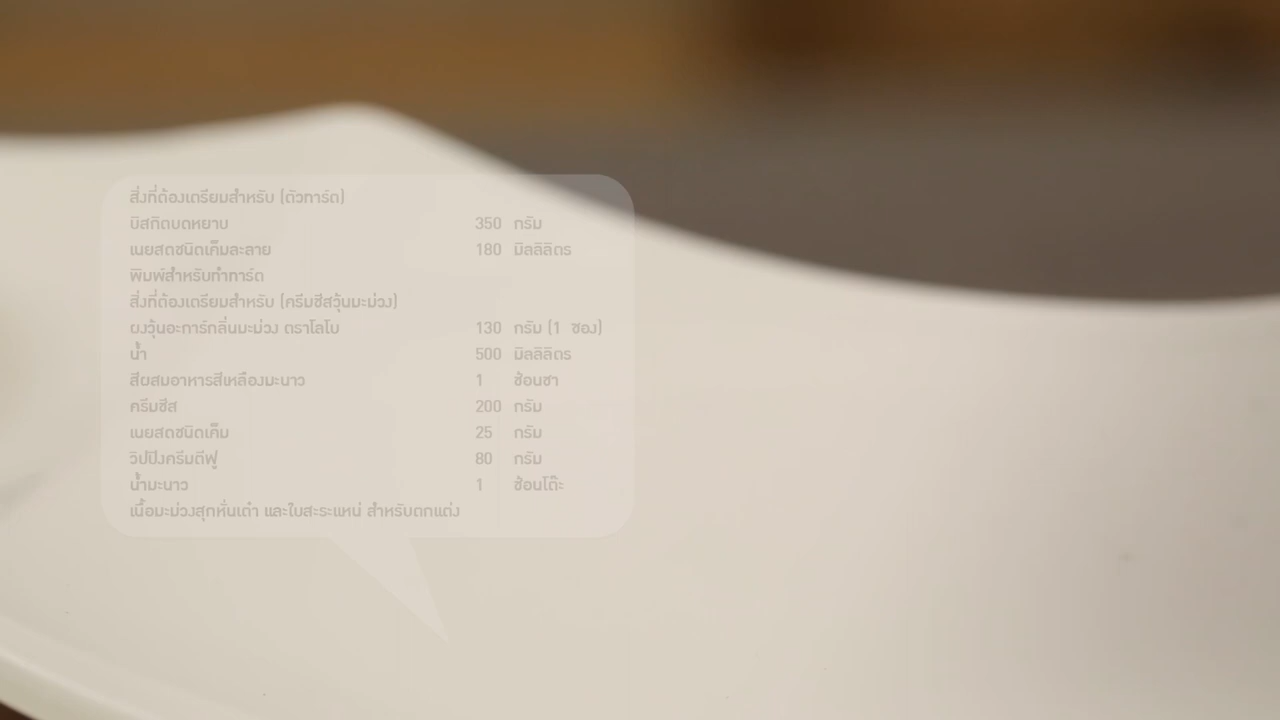 สิ่งที่ต้องเตรียมสำหรับ (ตัวทาร์ต)
บิสกิตบดหยาบ 350 กรัม
เนยสดชนิดเค็มละลาย 180 มิลลิลิตร
พิมพ์สำหรับทำทาร์ต
สิ่งที่ต้องเตรียมสำหรับ (ครีมชีสวุ้นมะม่วง)
ผงวุ้นอะการ์กลิ่นมะม่วง ตราโลโบ 130 กรัม (1 ซอง)
น้ำ 500 มิลลิลิตร
สีผสมอาหารสีเหลืองมะนาว 1 ช้อนชา
ครีมชีส 200 กรัม
เนยสดชนิดเค็ม 25 กรัม
วิปปิ้งครีมตีฟู 80 กรัม
น้ำมะนาว 1 ช้อนโต๊ะ
เนื้อมะม่วงสุกหั่นเต๋า และใบสะระแหน่ สำหรับตกแต่ง